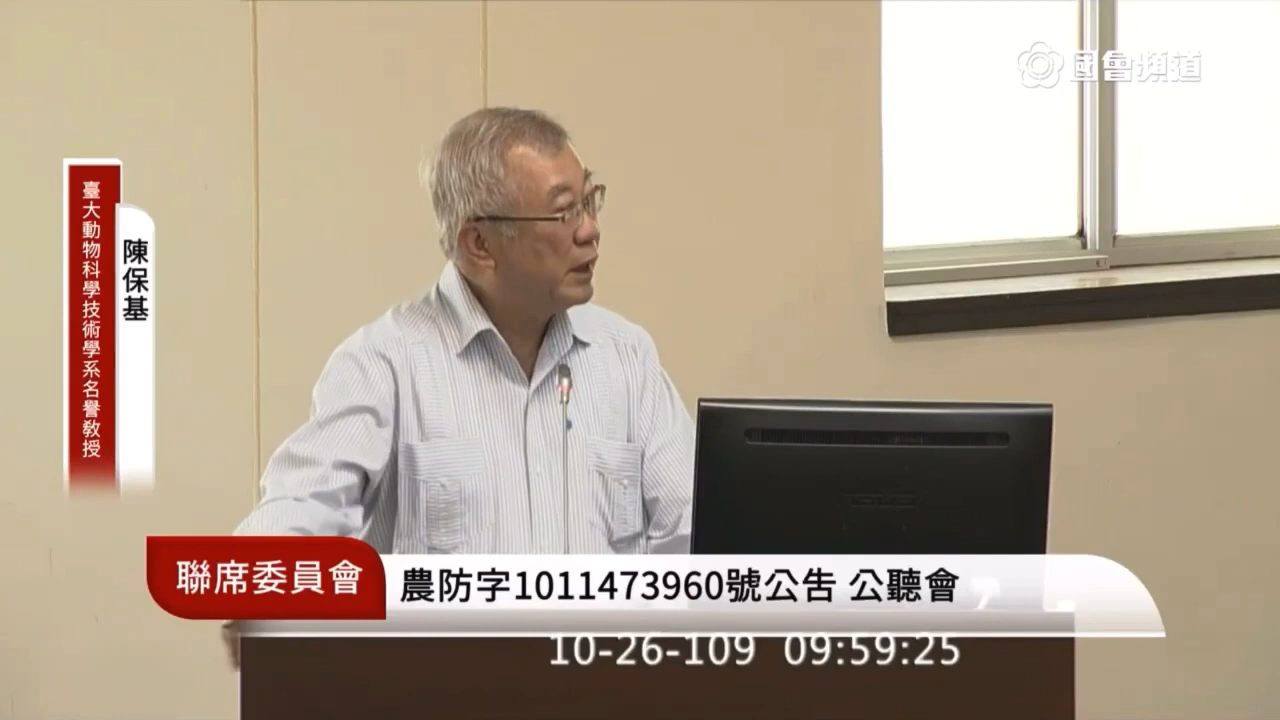 國會頻道
臺大動物科學技術學系名譽教授
陳保基
聯席委員會
農防字1011473960號公告 公聽會
10-26-109 09:59:25